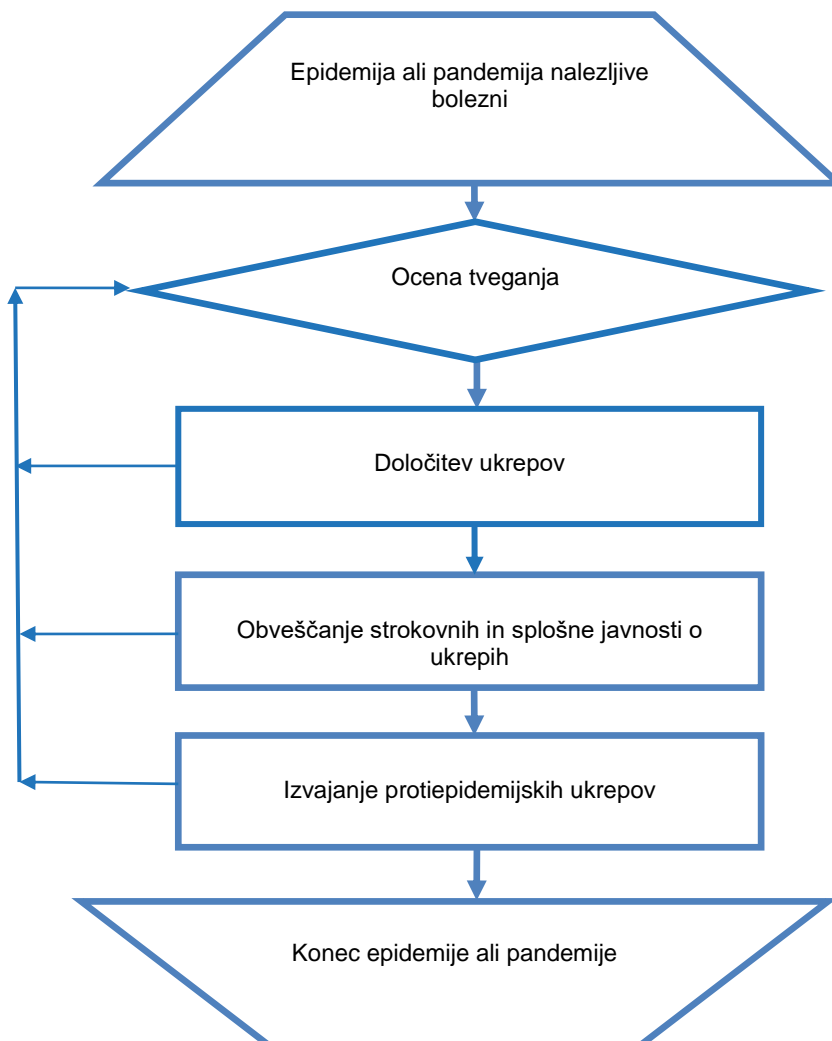 Epidemija ali pandemija nalezljive
bolezni
Ocena tveganja
Določitev ukrepov
Obveščanje strokovnih in splošne javnosti o
ukrepih
Izvajanje protiepidemijskih ukrepov
Konec epidemije ali pandemije